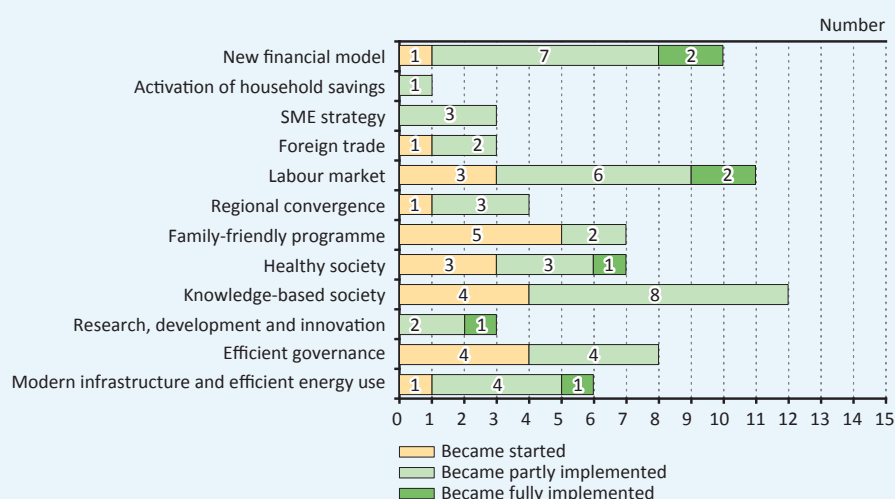 Number
New financial model 1 7 2
Activation of household savings 1
SME strategy 3
Foreign trade 1 2
Labour market 3 6 2
Regional convergence 1 3
Family-friendly programme 5 2
Healthy society 3 3 1
Knowledge-based society 4 8
Research, development and innovation 2 1
Efficient governance 4 4
Modern infrastructure and efficient energy use 1 4 1
0 1 2 3 4 5 6 7 8 9 10 11 12 13 14 15
Became started
Became partly implemented
Became fully implemented